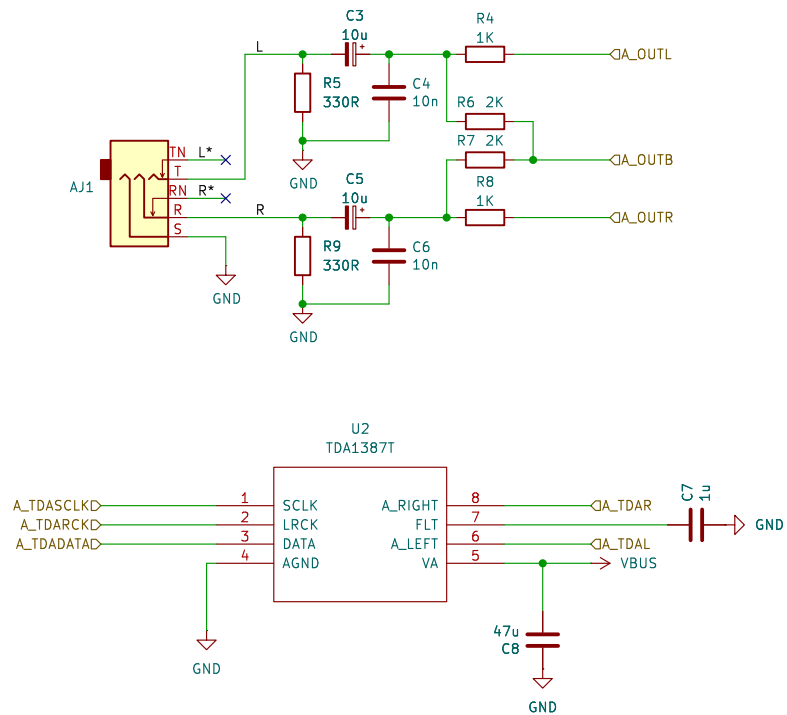 C3
10u
R4
1K
L
A_OUTL
R5
330R
C4
10n
R6 2K
R7 2K
A_OUTB
GND
TN L*
T
AJ1
RN R*
R
S
C5
10u
R8
1K
R
A_OUTR
R9
330R
C6
10n
GND
GND
U2
TDA1387T
A_TDASCLK 1 SCLK
A_TDARCK 2 LRCK
A_TDADATA 3 DATA
4 AGND
A_RIGHT 8 A_TDAR
FLT 7
A_LEFT 6 A_TDAL
VA 5 VBUS
C7
1u
GND
47u
C8
GND
GND